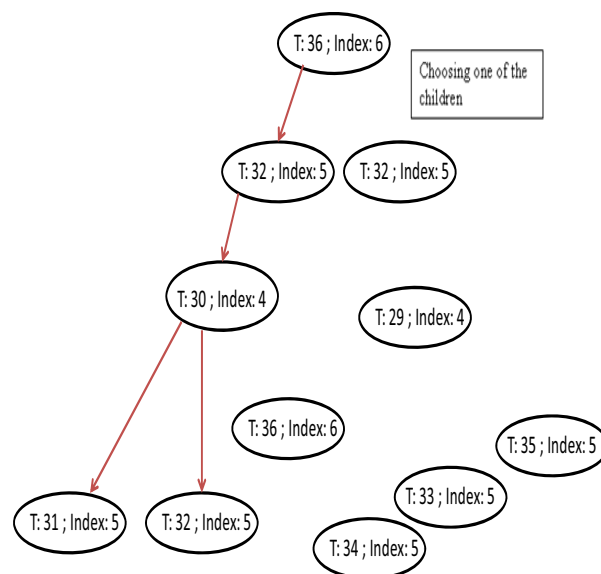 T: 36 ; Index: 6
Choosing one of the
children
T: 32 ; Index: 5
T: 32 ; Index: 5
T: 30 ; Index: 4
T: 29 ; Index: 4
T: 36 ; Index: 6
T: 35 ; Index: 5
T: 33 ; Index: 5
T: 31 ; Index: 5
T: 32 ; Index: 5
T: 34 ; Index: 5